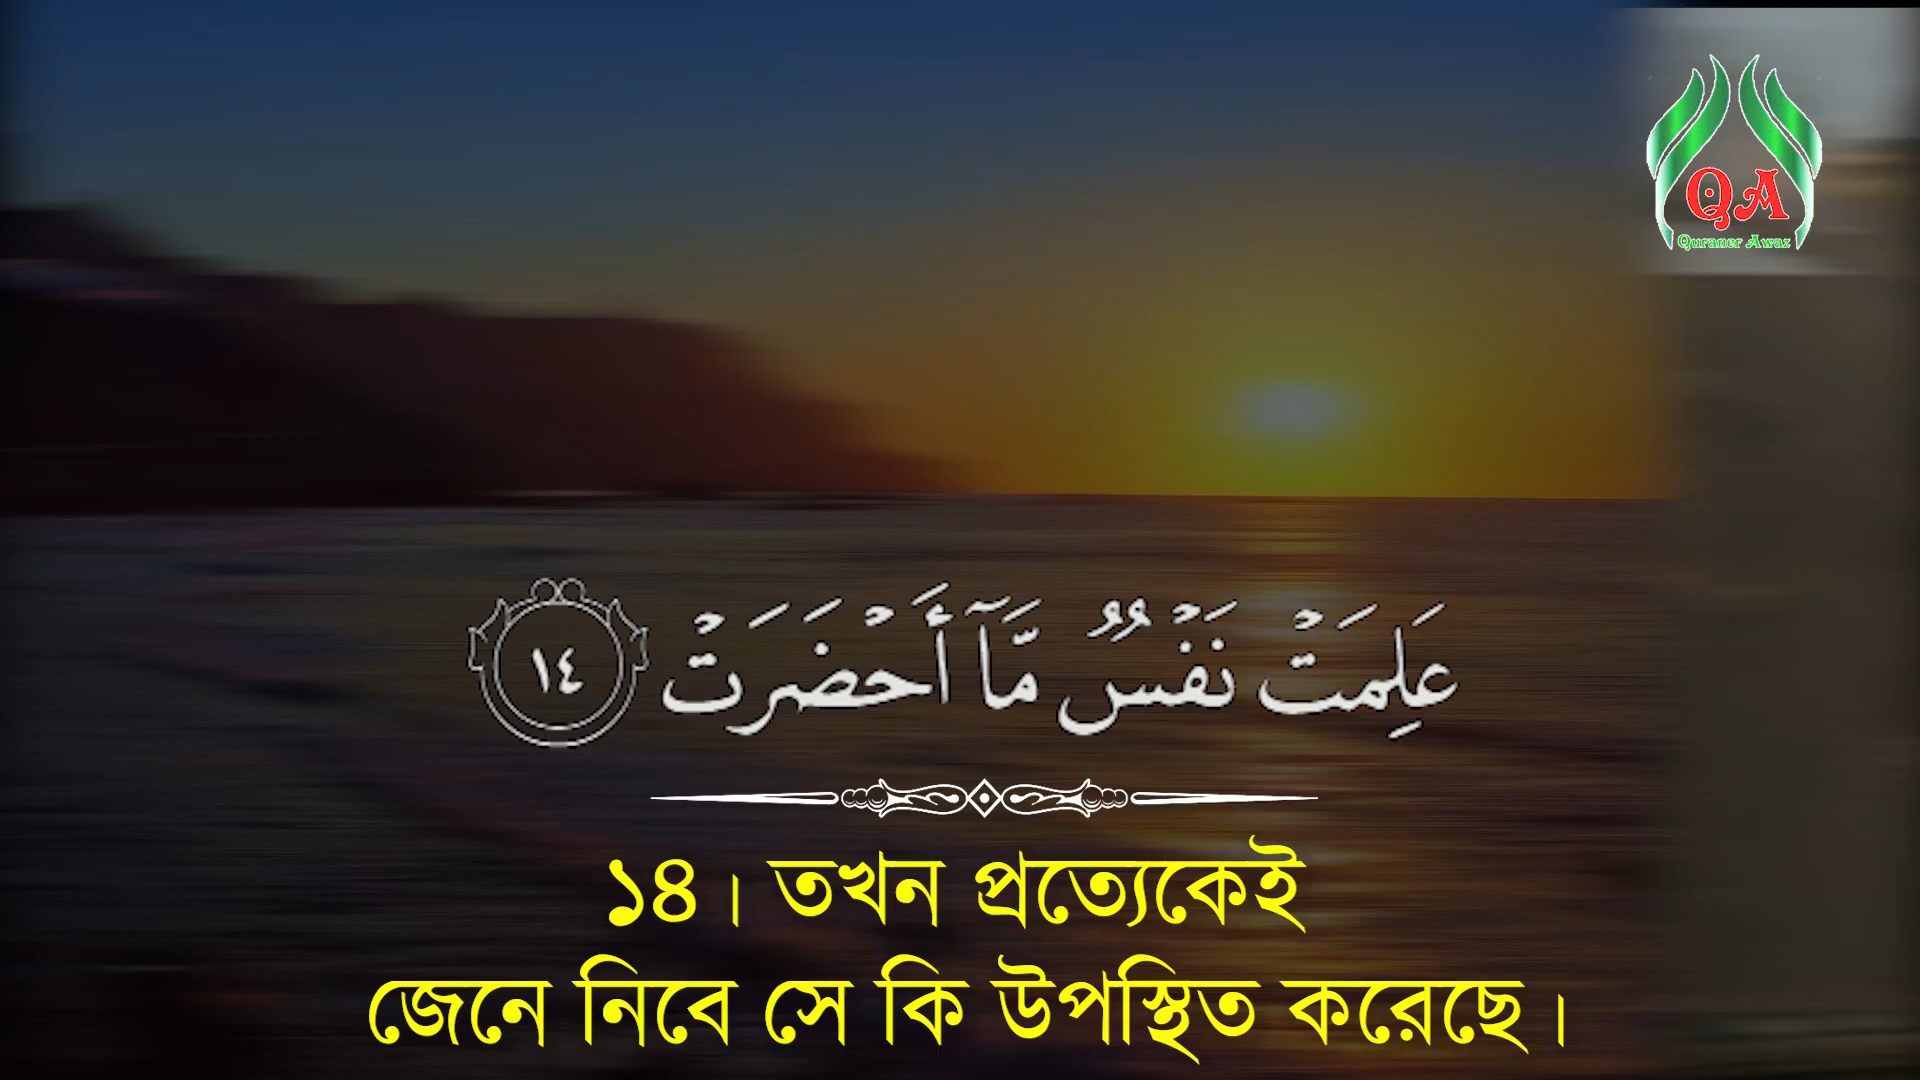 QA
Quraner Awaz
عَلِمَتۡ نَفۡسٌ مَّآ أَحۡضَرَتۡ ١٤
১৪। তখন প্রত্যেকেই
জেনে নিবে সে কি উপস্থিত করেছে।